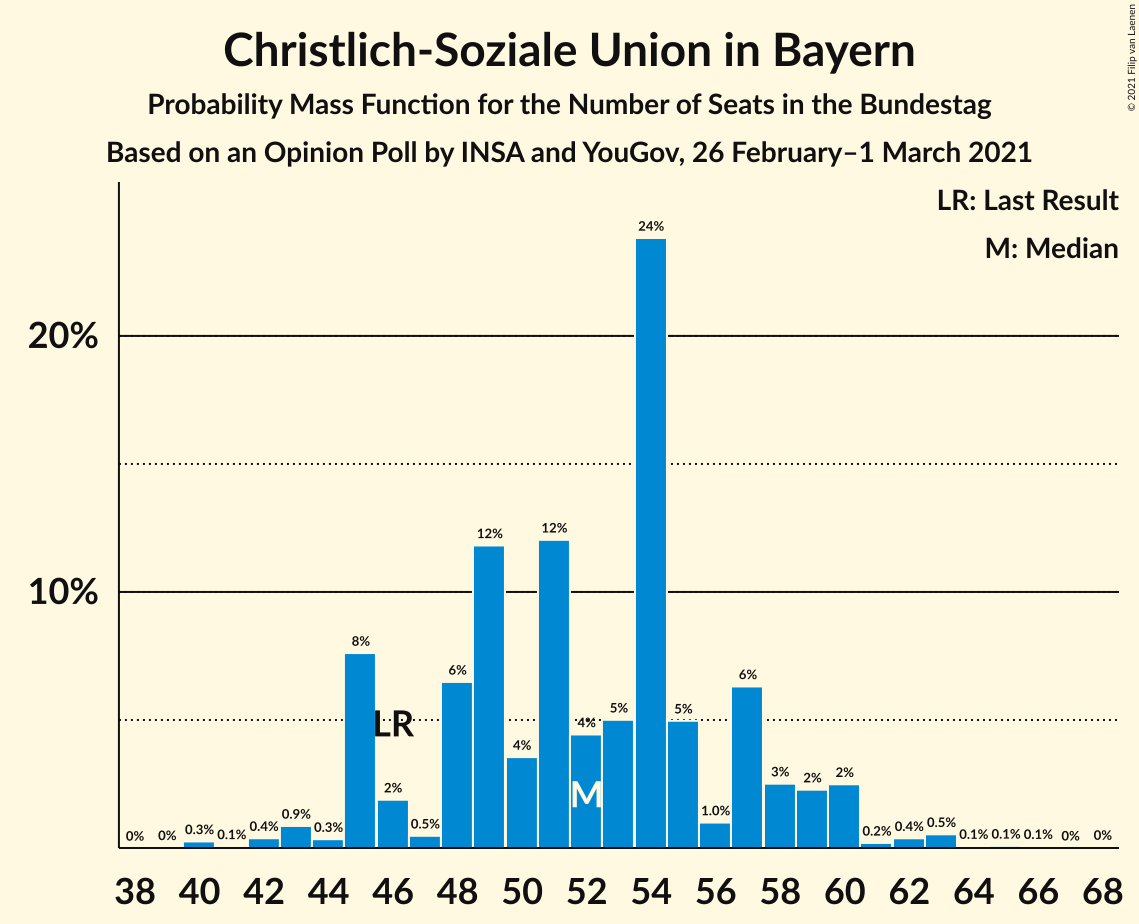 Christlich-Soziale Union in Bayern
Probability Mass Function for the Number of Seats in the Bundestag
Based on an Opinion Poll by INSA and YouGov, 26 February–1 March 2021
© 2021 Filip van Laenen
LR: Last Result
M: Median
20%
10%
0% 0% 0.3% 0.1% 0.4% 0.9% 0.3% 8% 2% 0.5% 6% 12% 4% 12% 4% 5% 24% 5% 1.0% 6% 3% 2% 2% 0.2% 0.4% 0.5% 0.1% 0.1% 0.1% 0% 0%
LR
M
38 40 42 44 46 48 50 52 54 56 58 60 62 64 66 68